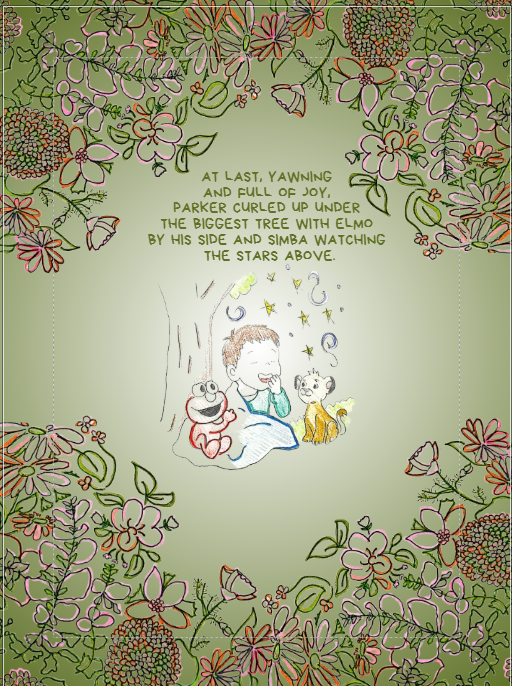 AT LAST, YAWNING
AND FULL OF JOY,
PARKER CURLED UP UNDER
THE BIGGEST TREE WITH ELMO
BY HIS SIDE AND SIMBA WATCHING
THE STARS ABOVE.